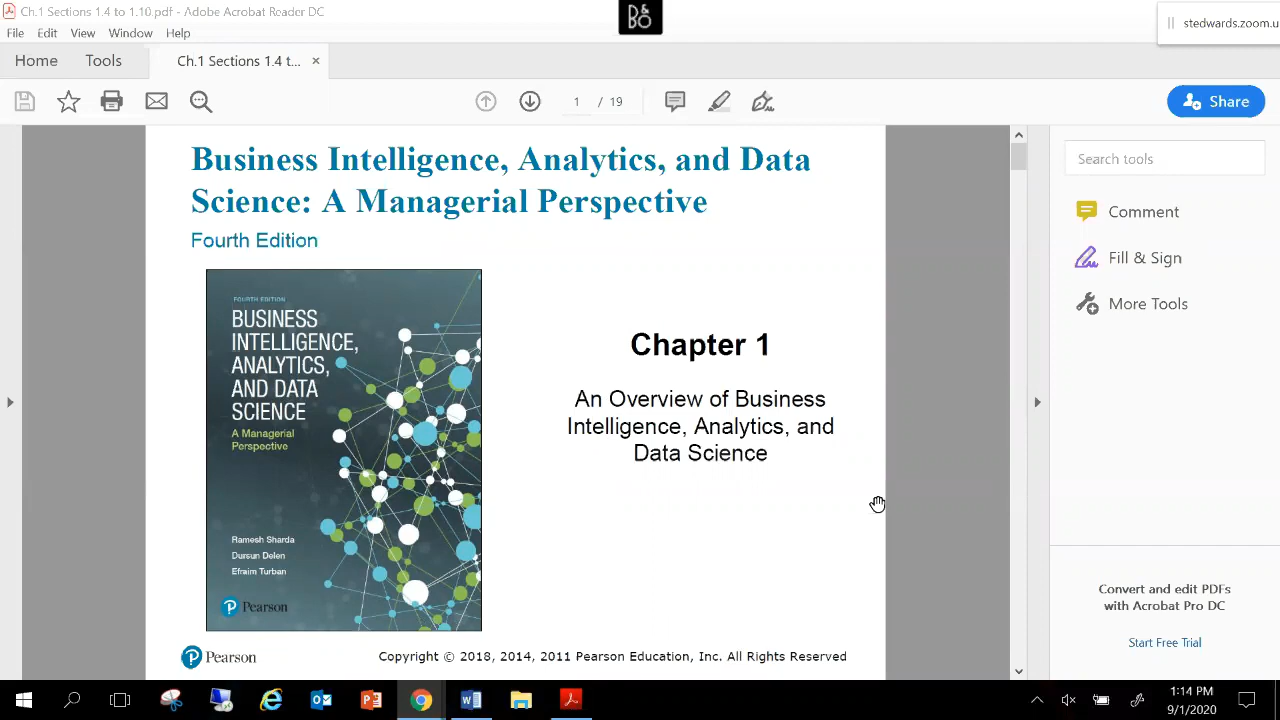 Ch.1 Sections 1.4 to 1.10.pdf - Adobe Acrobat Reader DC
B&O
stedwards.zoom.u
File Edit View Window Help
Home Tools Ch.1 Sections 1.4 t... ×
1 / 19
Share
Business Intelligence, Analytics, and Data
Science: A Managerial Perspective
Fourth Edition
FOURTH EDITION
BUSINESS
INTELLIGENCE,
ANALYTICS,
AND DATA
SCIENCE
A Managerial
Perspective
Ramesh Sharda
Dursun Delen
Efraim Turban
P Pearson
Chapter 1
An Overview of Business
Intelligence, Analytics, and
Data Science
P Pearson
Copyright © 2018, 2014, 2011 Pearson Education, Inc. All Rights Reserved
Search tools
Comment
Fill & Sign
More Tools
Convert and edit PDFs
with Acrobat Pro DC
Start Free Trial
1:14 PM
9/1/2020